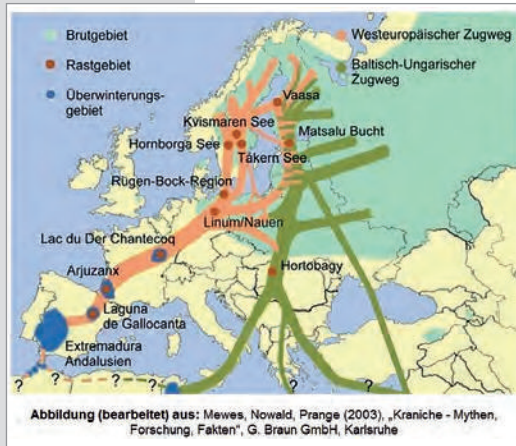 Brutgebiet
Rastgebiet
Überwinterungs-
gebiet
Westeuropäischer Zugweg
Baltisch-Ungarischer
Zugweg
Vaasa
Kvismaren See
Matsalu Bucht
Hornborga See
Tåkern See
Rügen-Bock-Region
Linum/Nauen
Lac du Der Chantecoq
Arjuzanx
Hortobagy
Laguna
de Gallocanta
Extremadura
Andalusien
? ? ? ? ?
Abbildung (bearbeitet) aus: Mewes, Nowald, Prange (2003), „Kraniche - Mythen,
Forschung, Fakten", G. Braun GmbH, Karlsruhe